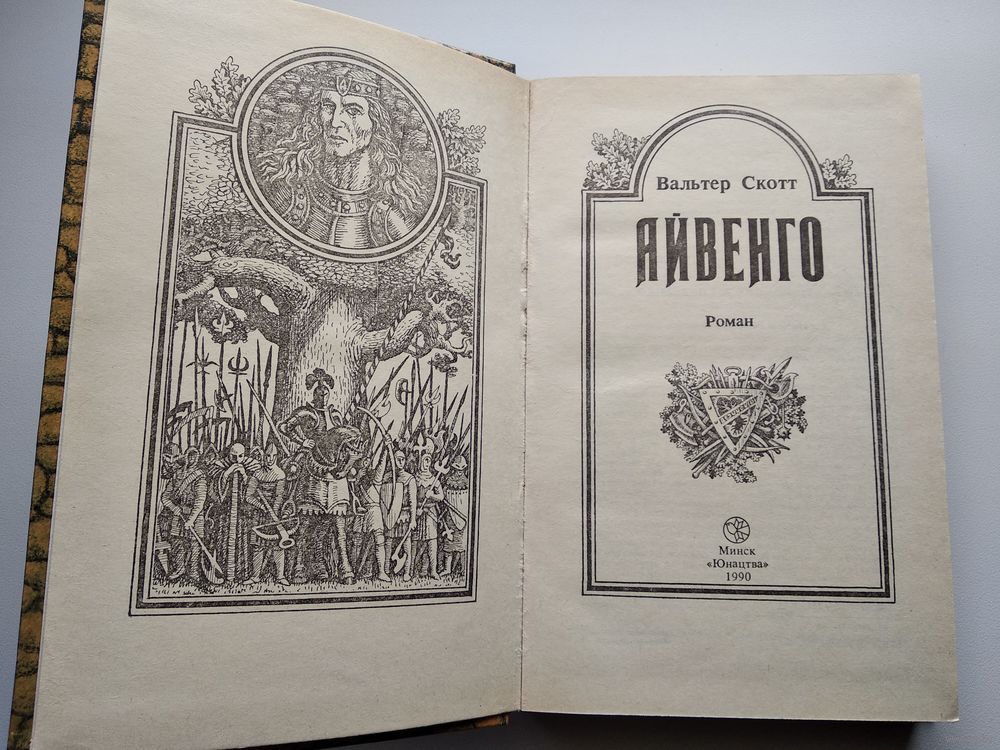 Вальтер Скотт
АЙВЕНГО
Роман
Минск
«Юнацтва»
1990